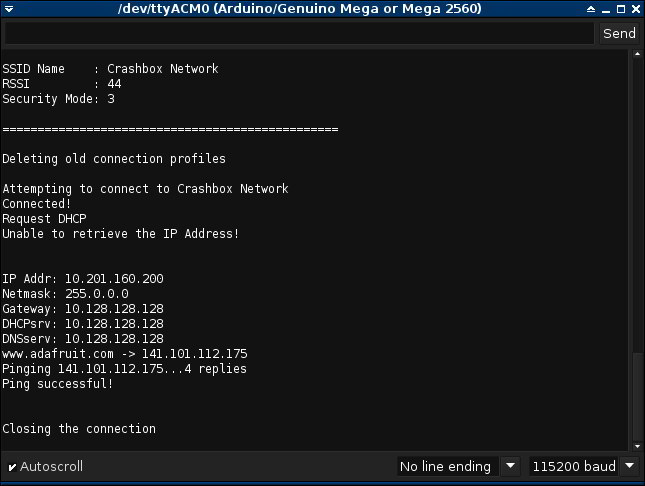 /dev/ttyACM0 (Arduino/Genuino Mega or Mega 2560)
Send
SSID Name    : Crashbox Network
RSSI         : 44
Security Mode: 3
================================================
Deleting old connection profiles
Attempting to connect to Crashbox Network
Connected!
Request DHCP
Unable to retrieve the IP Address!
IP Addr: 10.201.160.200
Netmask: 255.0.0.0
Gateway: 10.128.128.128
DHCPsrv: 10.128.128.128
DNSserv: 10.128.128.128
www.adafruit.com -> 141.101.112.175
Pinging 141.101.112.175...4 replies
Ping successful!
Closing the connection
Autoscroll
No line ending
115200 baud